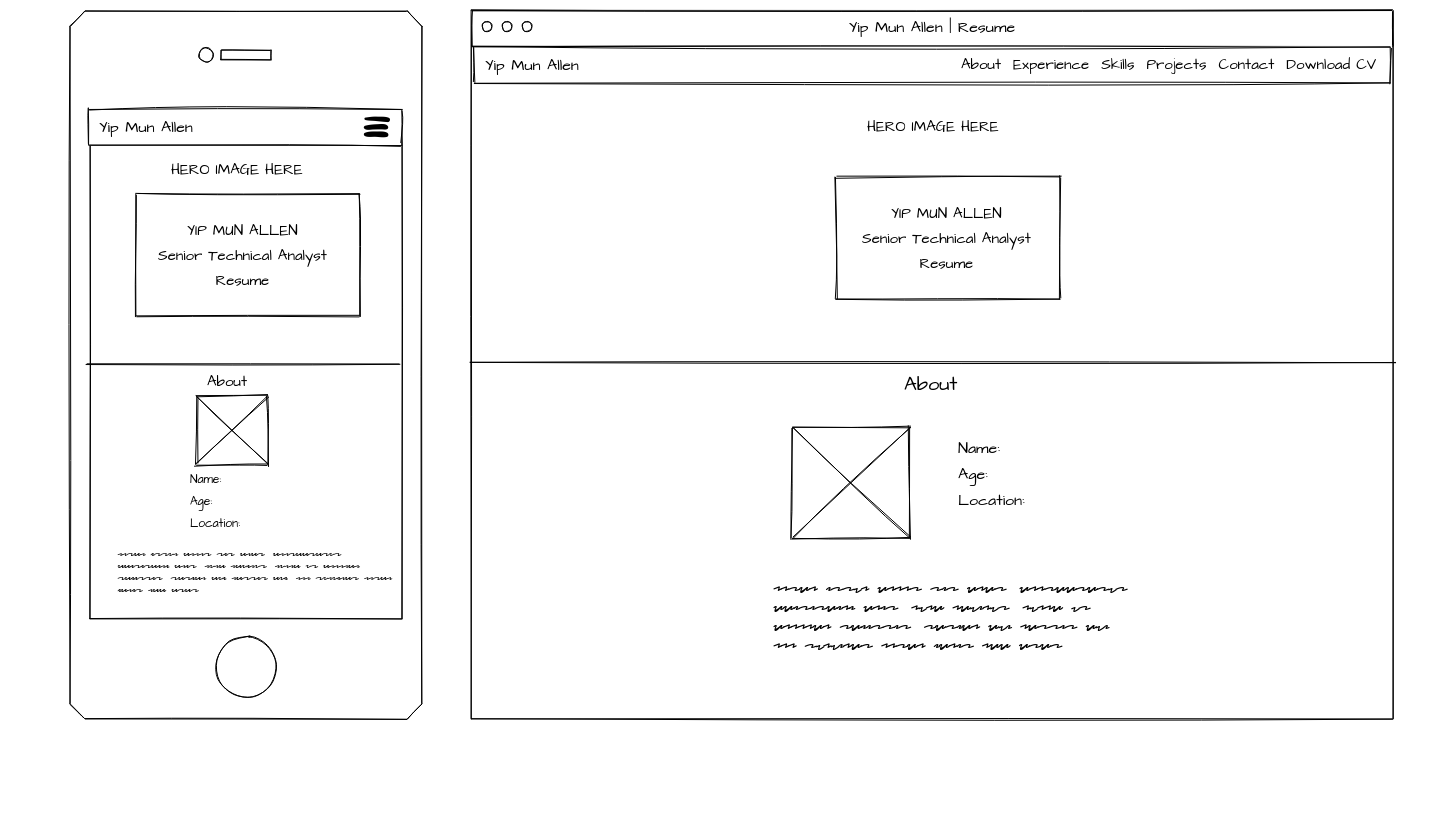 Yip Mun Allen
HERO IMAGE HERE
YIP MUN ALLEN
Senior Technical Analyst
Resume
About
Name:
Age:
Location:
Yip Mun Allen | Resume
Yip Mun Allen About Experience Skills Projects Contact Download CV
HERO IMAGE HERE
YIP MUN ALLEN
Senior Technical Analyst
Resume
About
Name:
Age:
Location: